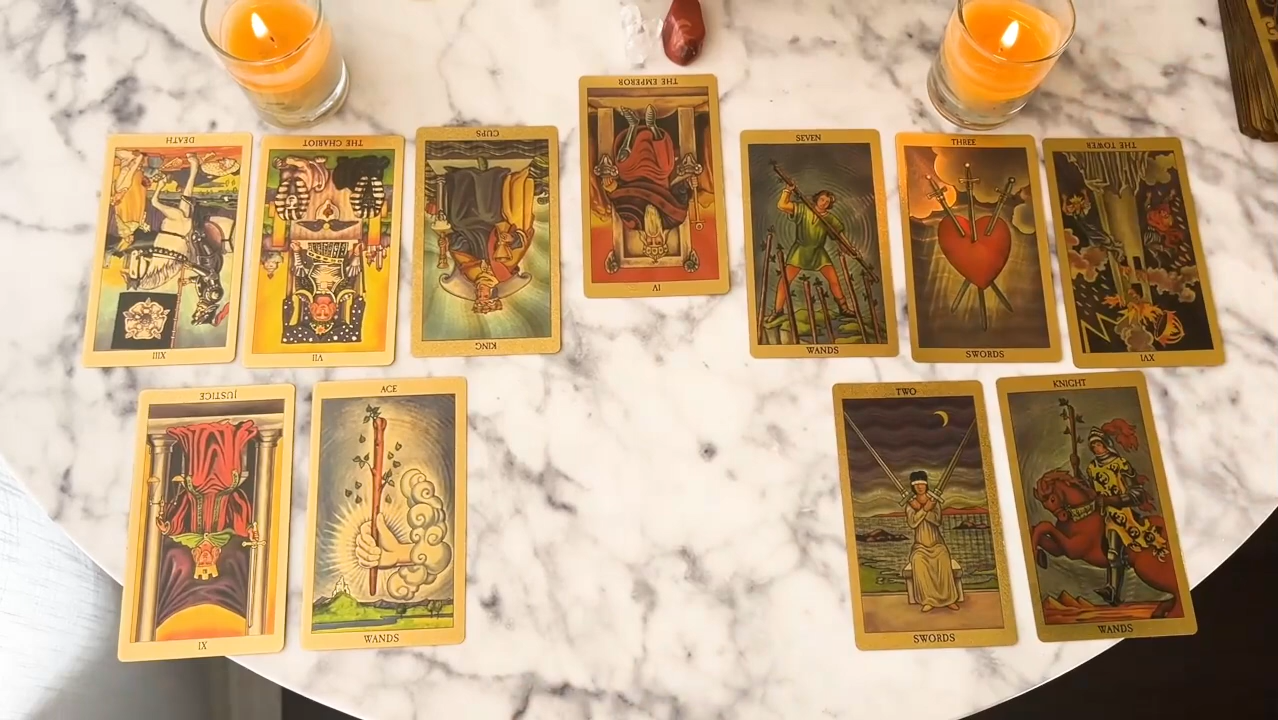 XIII
DEATH
VII
THE CHARIOT
KING
CUPS
IV
THE EMPEROR
SEVEN
WANDS
THREE
SWORDS
XVI
THE TOWER
XI
JUSTICE
ACE
WANDS
TWO
SWORDS
KNIGHT
WANDS